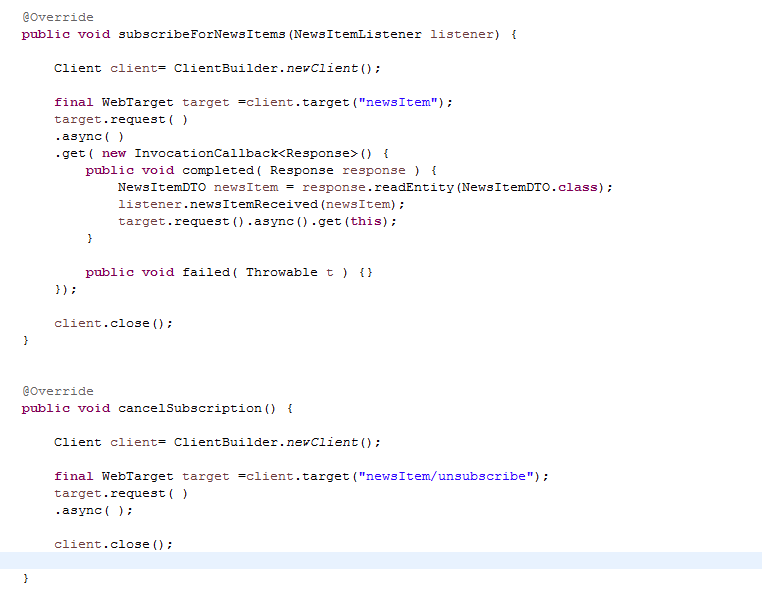 @Override
public void subscribeForNewsItems(NewsItemListener listener) {
Client client= ClientBuilder.newClient();
final WebTarget target =client.target("newsItem");
target.request( )
.async( )
.get( new InvocationCallback<Response>() {
public void completed( Response response ) {
NewsItemDTO newsItem = response.readEntity(NewsItemDTO.class);
listener.newsItemReceived(newsItem);
target.request().async().get(this);
}
public void failed( Throwable t ) {}
});
client.close();
}
@Override
public void cancelSubscription() {
Client client= ClientBuilder.newClient();
final WebTarget target =client.target("newsItem/unsubscribe");
target.request( )
.async( );
client.close();
}